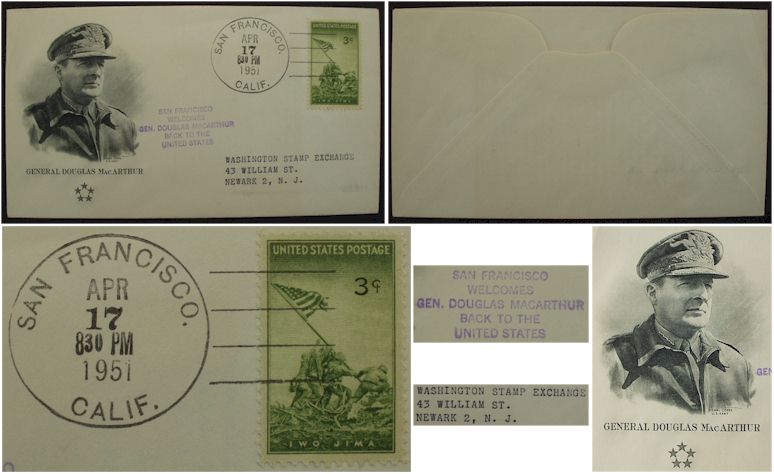 SAN FRANCISCO.
APR
17
830 PM
1951
CALIF.
3¢
IWO JIMA
SAN FRANCISCO
WELCOMES
GEN. DOUGLAS MACARTHUR
BACK TO THE
UNITED STATES
GENERAL DOUGLAS MacARTHUR
WASHINGTON STAMP EXCHANGE
43 WILLIAM ST.
NEWARK 2, N. J.
SAN FRANCISCO.
APR
17
830 PM
1951
CALIF.
UNITED STATES POSTAGE
3¢
IWO JIMA
SAN FRANCISCO
WELCOMES
GEN. DOUGLAS MACARTHUR
BACK TO THE
UNITED STATES
WASHINGTON STAMP EXCHANGE
43 WILLIAM ST.
NEWARK 2, N. J.
GEN
GENERAL DOUGLAS MacARTHUR